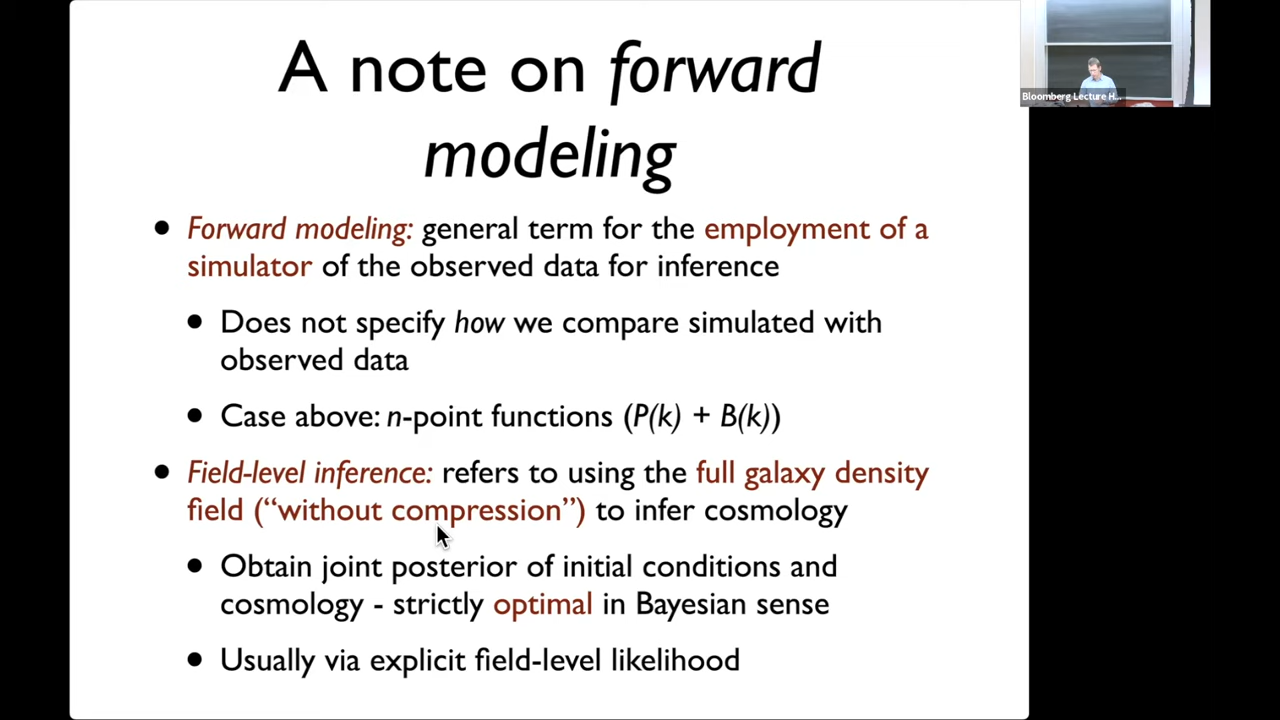 A note on forward
modeling
Bloomberg Lecture H...
• Forward modeling: general term for the employment of a
simulator of the observed data for inference
• Does not specify how we compare simulated with
observed data
• Case above: n-point functions (P(k) + B(k))
• Field-level inference: refers to using the full galaxy density
field (“without compression”) to infer cosmology
• Obtain joint posterior of initial conditions and
cosmology - strictly optimal in Bayesian sense
• Usually via explicit field-level likelihood